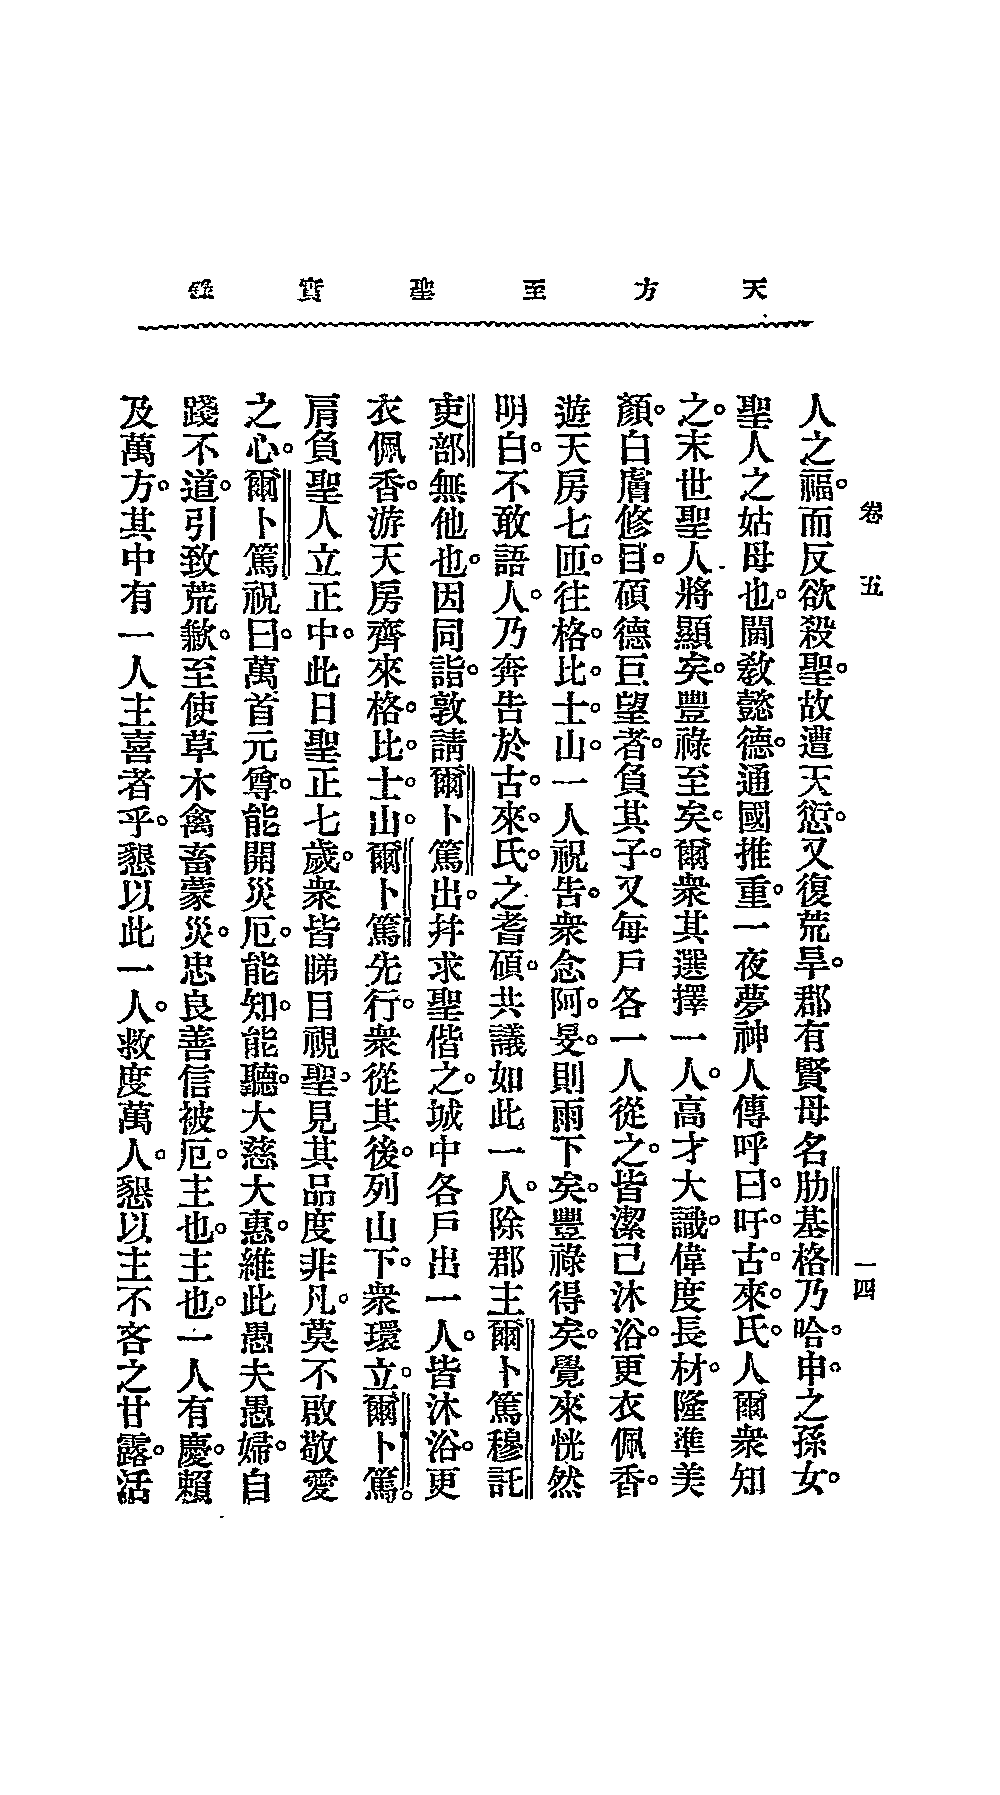 天方至聖實錄
卷五
一四
人之福。而反欲殺聖。故遭天愆。又復荒旱。郡有賢母名肋基格乃哈。申。之孫女。
聖人之姑母也。閫敎懿德。通國推重。一夜夢神人傳呼曰。吁。古。來。氏。人爾衆知
之。末世聖人將顯矣。豐祿至矣。爾衆其選擇一人。高才大識。偉度長材。隆準美
顏。白膚修目。碩德巨望者。負其子。又每戶各一人從之。皆潔己沐浴。更衣佩香。
遊天房七匝。往格。比。士。山。一人祝告。衆念阿。旻。則雨下矣。豐祿得矣。覺來恍然
明白。不敢語人。乃奔告於古。來。氏。之耆碩。共議如此一人。除郡主爾卜篤穆託
吏部無他也。因同詣。敦請爾卜篤出。幷求聖偕之。城中各戶出一人。皆沐浴。更
衣佩香。游天房齊來格。比。士。山。爾卜篤先行。衆從其後。列山下。衆環立。爾卜篤。
肩負聖人立正中。此日聖正七歲。衆皆睇目視聖。見其品度非凡。莫不啟敬愛
之心。爾卜篤祝曰。萬首元尊。能開災厄。能知。能聽。大慈大惠。維此愚夫愚婦。自
踐不道。引致荒歉。至使草木禽畜蒙災。忠良善信被厄。主也。主也。一人有慶。賴
及萬方。其中有一人主喜者乎。懇以此一人。救度萬人。懇以主不吝之甘露。活